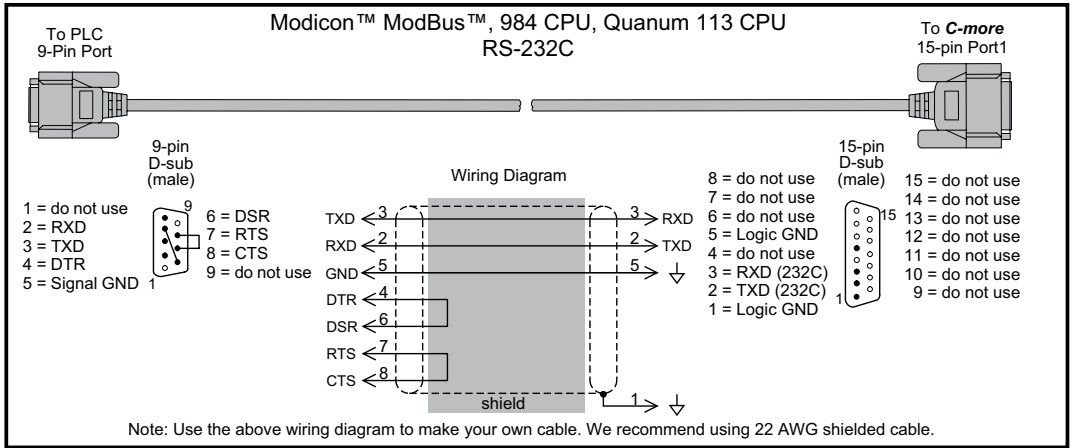 Modicon™ ModBus™, 984 CPU, Quanum 113 CPU
RS-232C
To PLC
9-Pin Port
To C-more
15-pin Port1
9-pin
D-sub
(male)
1 = do not use
2 = RXD
3 = TXD
4 = DTR
5 = Signal GND
9
1
6 = DSR
7 = RTS
8 = CTS
9 = do not use
Wiring Diagram
TXD 3 3 RXD
RXD 2 2 TXD
GND 5 5
DTR 4
DSR 6
RTS 7
CTS 8
shield
1
8 = do not use
7 = do not use
6 = do not use
5 = Logic GND
4 = do not use
3 = RXD (232C)
2 = TXD (232C)
1 = Logic GND
15-pin
D-sub
(male)
15
1
15 = do not use
14 = do not use
13 = do not use
12 = do not use
11 = do not use
10 = do not use
9 = do not use
Note: Use the above wiring diagram to make your own cable. We recommend using 22 AWG shielded cable.